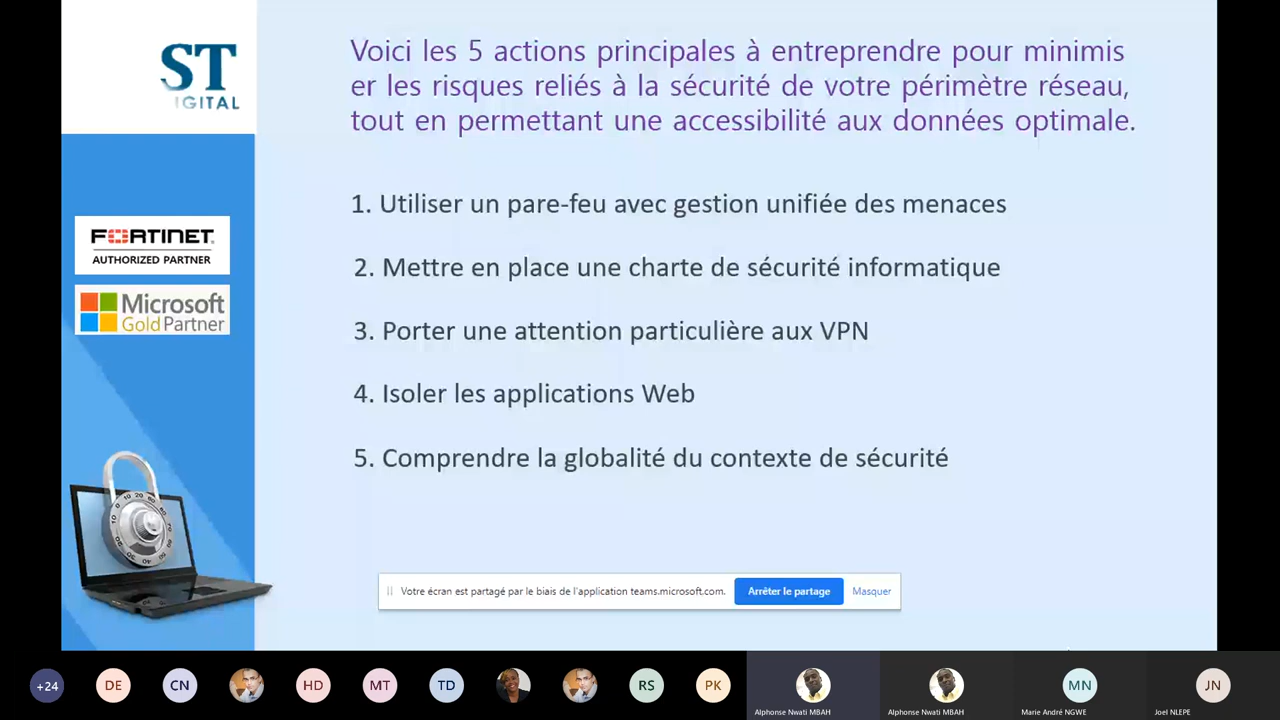 ST
DIGITAL
Voici les 5 actions principales à entreprendre pour minimis
er les risques reliés à la sécurité de votre périmètre réseau,
tout en permettant une accessibilité aux données optimale.
1. Utiliser un pare-feu avec gestion unifiée des menaces
2. Mettre en place une charte de sécurité informatique
3. Porter une attention particulière aux VPN
4. Isoler les applications Web
5. Comprendre la globalité du contexte de sécurité
FORTINET
AUTHORIZED PARTNER
Microsoft
Gold Partner
Votre écran est partagé par le biais de l'application teams.microsoft.com. Arrêter le partage Masquer
+24 DE CN HD MT TD RS PK MN JN
Alphonse Nwati MBAH Alphonse Nwati MBAH Marie André NGWE Joel NLEPE